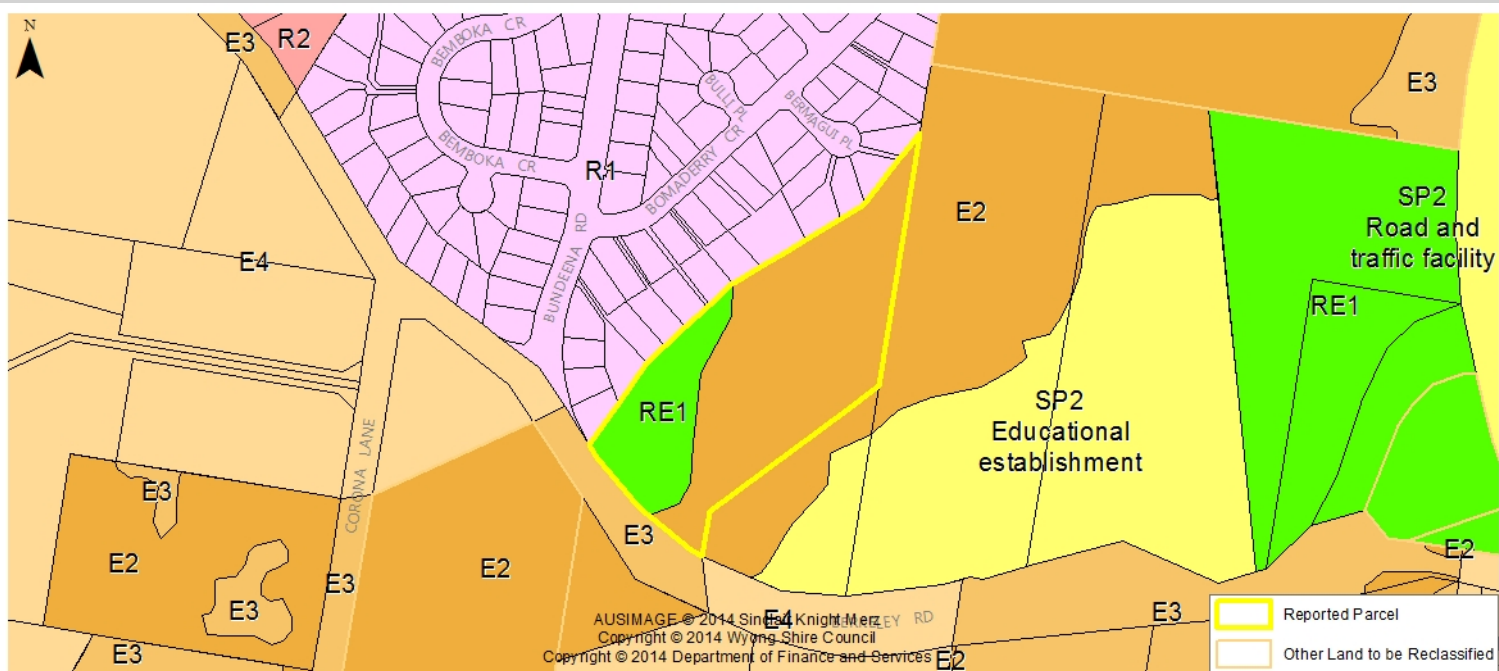 N
E3
R2
BEMBOKA CR
BULLI PL
BERMAGUI PL
E3
BEMBOKA CR
R1
BOMADERRY CR
BUNDEENA RD
E2
SP2
Road and
traffic facility
E4
RE1
RE1
SP2
Educational
establishment
CORONA LANE
E3
E2
E3
E3
E2
E3
E2
E3
E4
BERKELEY RD
E3
E2
E3
AUSIMAGE © 2014 Sinclair Knight Merz
Copyright © 2014 Wyong Shire Council
Copyright © 2014 Department of Finance and Services
Reported Parcel
Other Land to be Reclassified